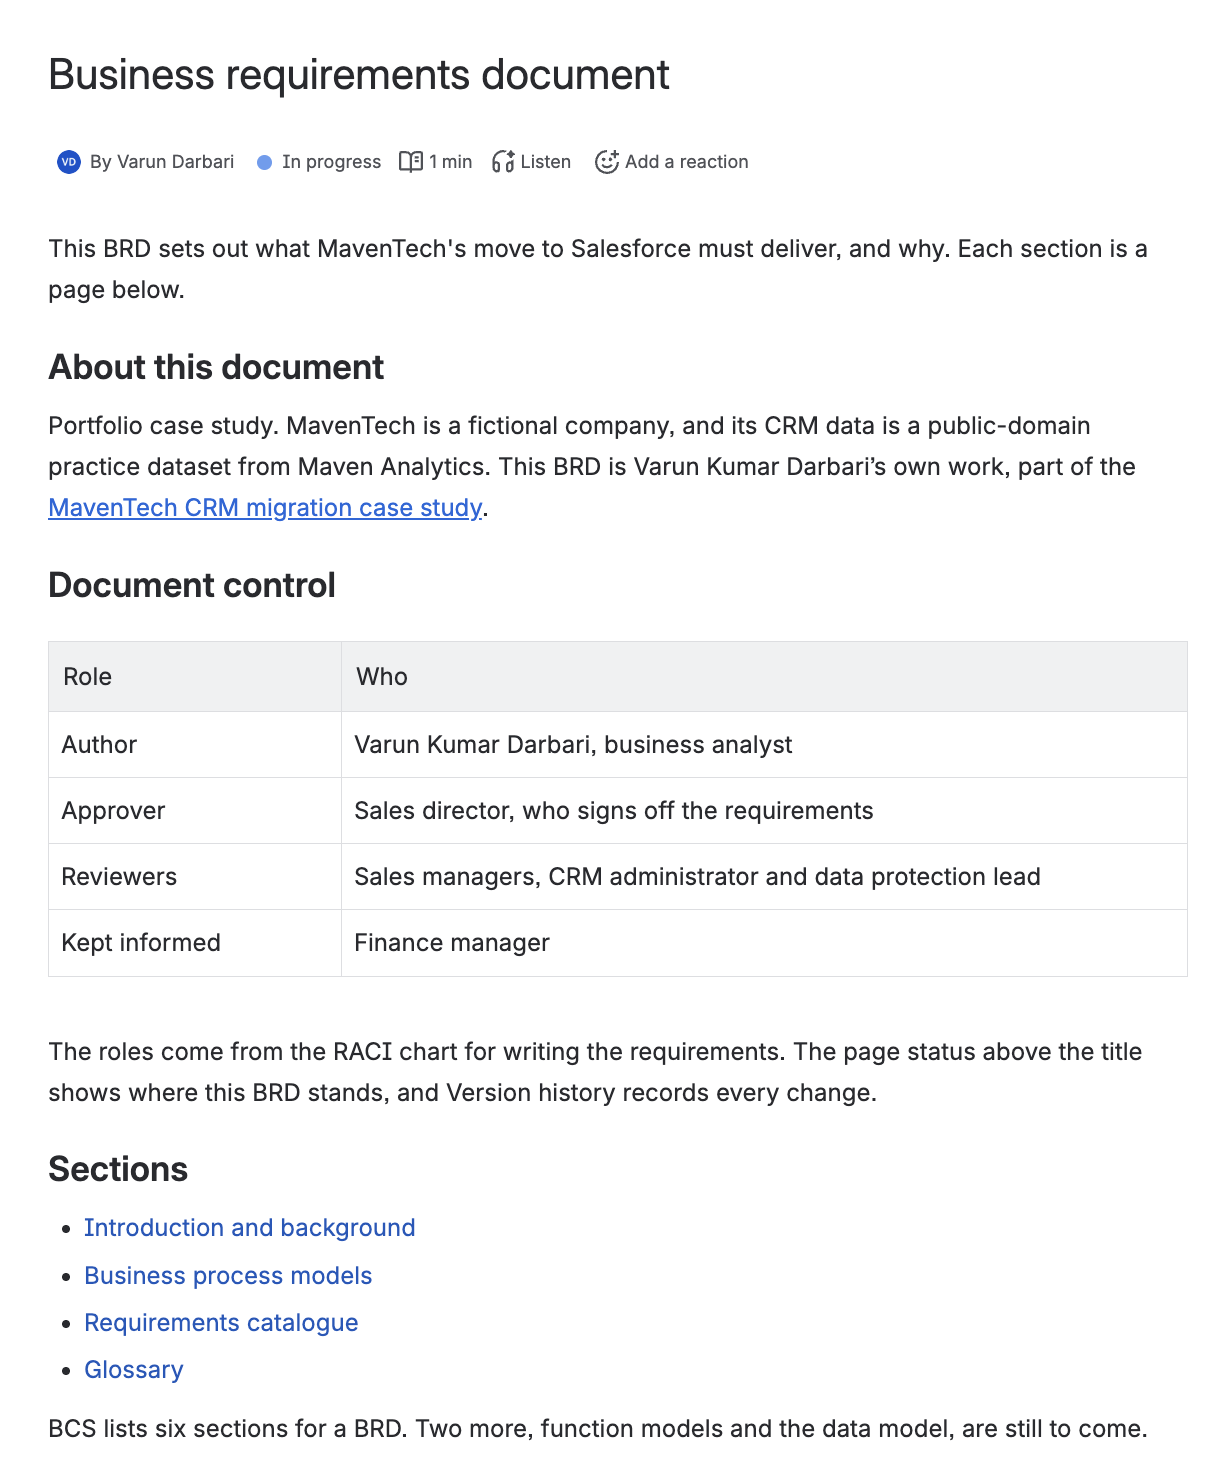 Business requirements document
VD By Varun Darbari In progress 1 min Listen Add a reaction
This BRD sets out what MavenTech's move to Salesforce must deliver, and why. Each section is a
page below.
About this document
Portfolio case study. MavenTech is a fictional company, and its CRM data is a public-domain
practice dataset from Maven Analytics. This BRD is Varun Kumar Darbari’s own work, part of the
MavenTech CRM migration case study.
Document control
Role Who
Author Varun Kumar Darbari, business analyst
Approver Sales director, who signs off the requirements
Reviewers Sales managers, CRM administrator and data protection lead
Kept informed Finance manager
The roles come from the RACI chart for writing the requirements. The page status above the title
shows where this BRD stands, and Version history records every change.
Sections
• Introduction and background
• Business process models
• Requirements catalogue
• Glossary
BCS lists six sections for a BRD. Two more, function models and the data model, are still to come.